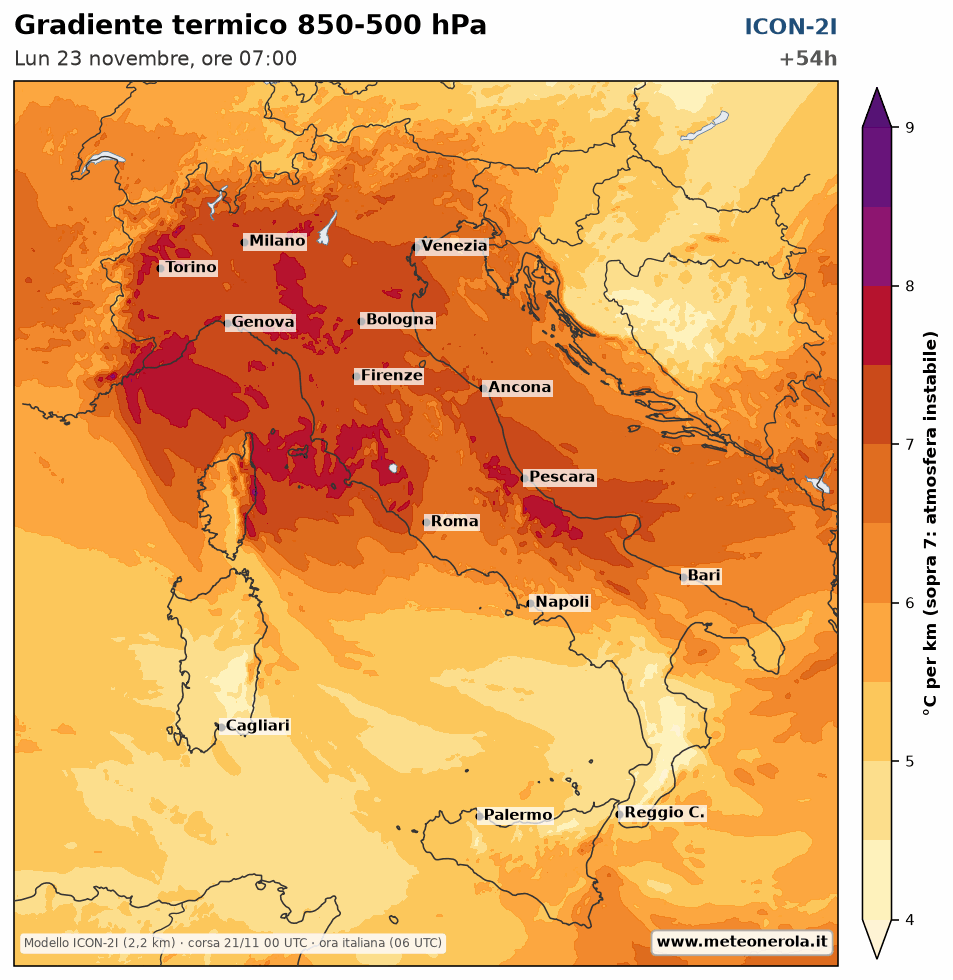 Gradiente termico 850-500 hPa
ICON-2I
Lun 23 novembre, ore 07:00
+54h
9
8
7
6
5
4
°C per km (sopra 7: atmosfera instabile)
Milano
Venezia
Torino
Genova
Bologna
Firenze
Ancona
Pescara
Roma
Bari
Napoli
Cagliari
Palermo
Reggio C.
Modello ICON-2I (2,2 km) · corsa 21/11 00 UTC · ora italiana (06 UTC)
www.meteonerola.it